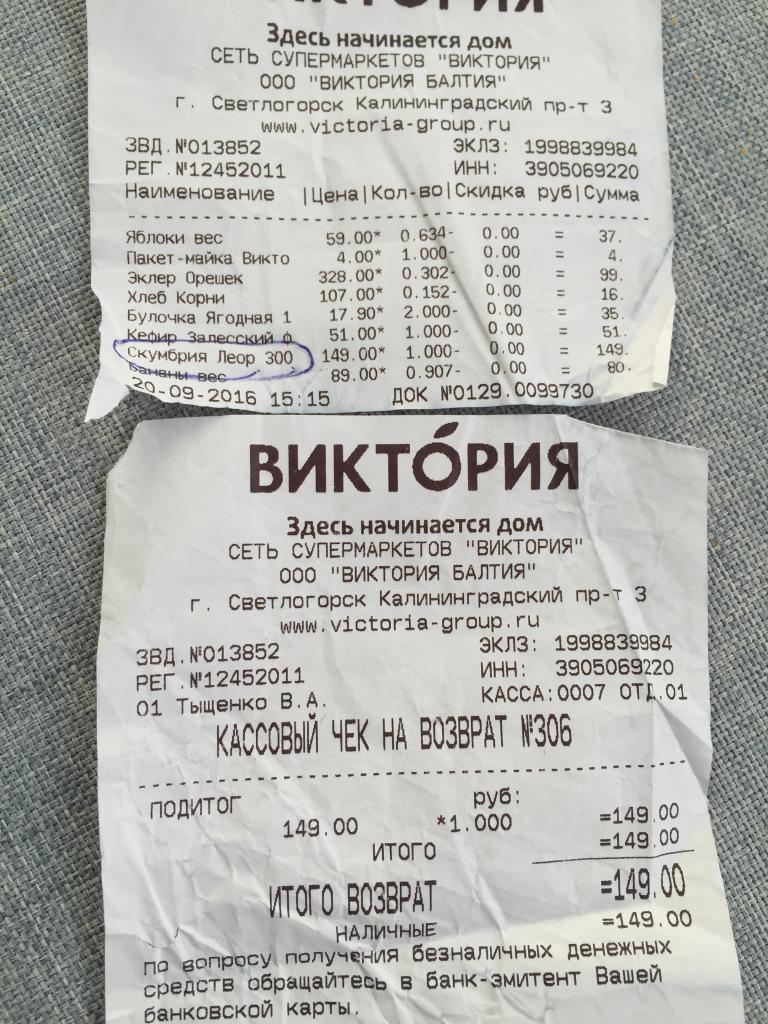 ВИКТОРИЯ
Здесь начинается дом
СЕТЬ СУПЕРМАРКЕТОВ "ВИКТОРИЯ"
ООО "ВИКТОРИЯ БАЛТИЯ"
г. Светлогорск Калининградский пр-т 3
www.victoria-group.ru
ЗВД.№013852 ЭКЛЗ: 1998839984
РЕГ.№12452011 ИНН: 3905069220
Наименование |Цена|Кол-во|Скидка руб|Сумма
Яблоки вес 59.00* 0.634- 0.00 = 37.
Пакет-майка Викто 4.00* 1.000- 0.00 = 4.
Эклер Орешек 328.00* 0.302- 0.00 = 99.
Хлеб Корни 107.00* 0.152- 0.00 = 16.
Булочка Ягодная 1 17.90* 2.000- 0.00 = 35.
Кефир Залесский ф 51.00* 1.000- 0.00 = 51.
Скумбрия Леор 300 149.00* 1.000- 0.00 = 149.
Бананы вес 89.00* 0.907- 0.00 = 80.
20-09-2016 15:15 ДОК №0129.0099730
ВИКТОРИЯ
Здесь начинается дом
СЕТЬ СУПЕРМАРКЕТОВ "ВИКТОРИЯ"
ООО "ВИКТОРИЯ БАЛТИЯ"
г. Светлогорск Калининградский пр-т 3
www.victoria-group.ru
ЗВД.№013852 ЭКЛЗ: 1998839984
РЕГ.№12452011 ИНН: 3905069220
01 Тыщенко В.А. КАССА:0007 ОТД.01
КАССОВЫЙ ЧЕК НА ВОЗВРАТ №306
ПОДИТОГ руб:
149.00 *1.000 =149.00
ИТОГО =149.00
ИТОГО ВОЗВРАТ =149.00
НАЛИЧНЫЕ =149.00
По вопросу получения безналичных денежных
средств обращайтесь в банк-эмитент Вашей
банковской карты.